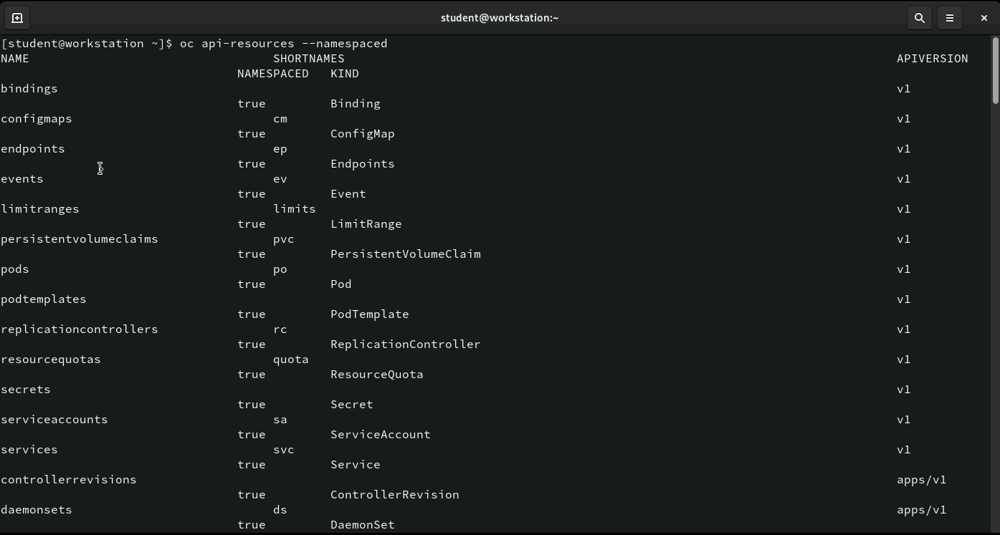 student@workstation:~
[student@workstation ~]$ oc api-resources --namespaced
NAME SHORTNAMES APIVERSION
NAMESPACED KIND
bindings v1
true Binding
configmaps cm v1
true ConfigMap
endpoints ep v1
true Endpoints
events ev v1
true Event
limitranges limits v1
true LimitRange
persistentvolumeclaims pvc v1
true PersistentVolumeClaim
pods po v1
true Pod
podtemplates v1
true PodTemplate
replicationcontrollers rc v1
true ReplicationController
resourcequotas quota v1
true ResourceQuota
secrets v1
true Secret
serviceaccounts sa v1
true ServiceAccount
services svc v1
true Service
controllerrevisions apps/v1
true ControllerRevision
daemonsets ds apps/v1
true DaemonSet